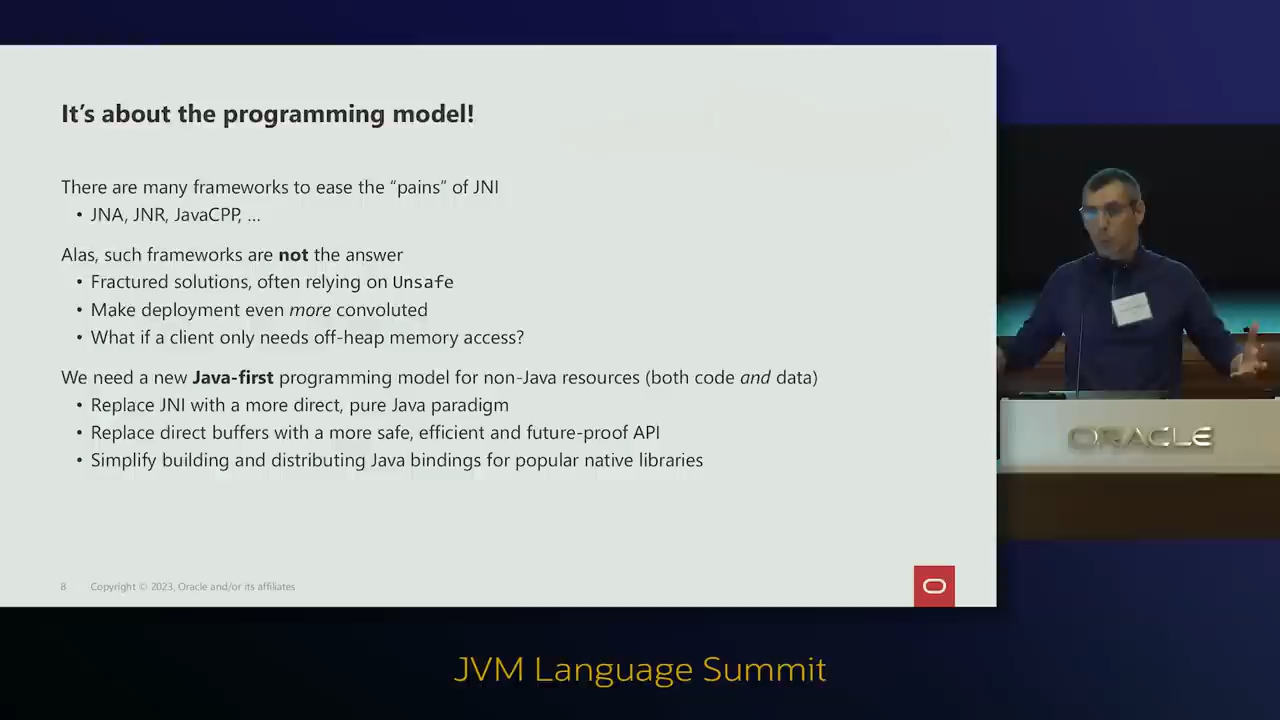 It's about the programming model!
There are many frameworks to ease the “pains” of JNI
• JNA, JNR, JavaCPP, ...
Alas, such frameworks are not the answer
• Fractured solutions, often relying on Unsafe
• Make deployment even more convoluted
• What if a client only needs off-heap memory access?
We need a new Java-first programming model for non-Java resources (both code and data)
• Replace JNI with a more direct, pure Java paradigm
• Replace direct buffers with a more safe, efficient and future-proof API
• Simplify building and distributing Java bindings for popular native libraries
8 Copyright © 2023, Oracle and/or its affiliates
ORACLE
JVM Language Summit